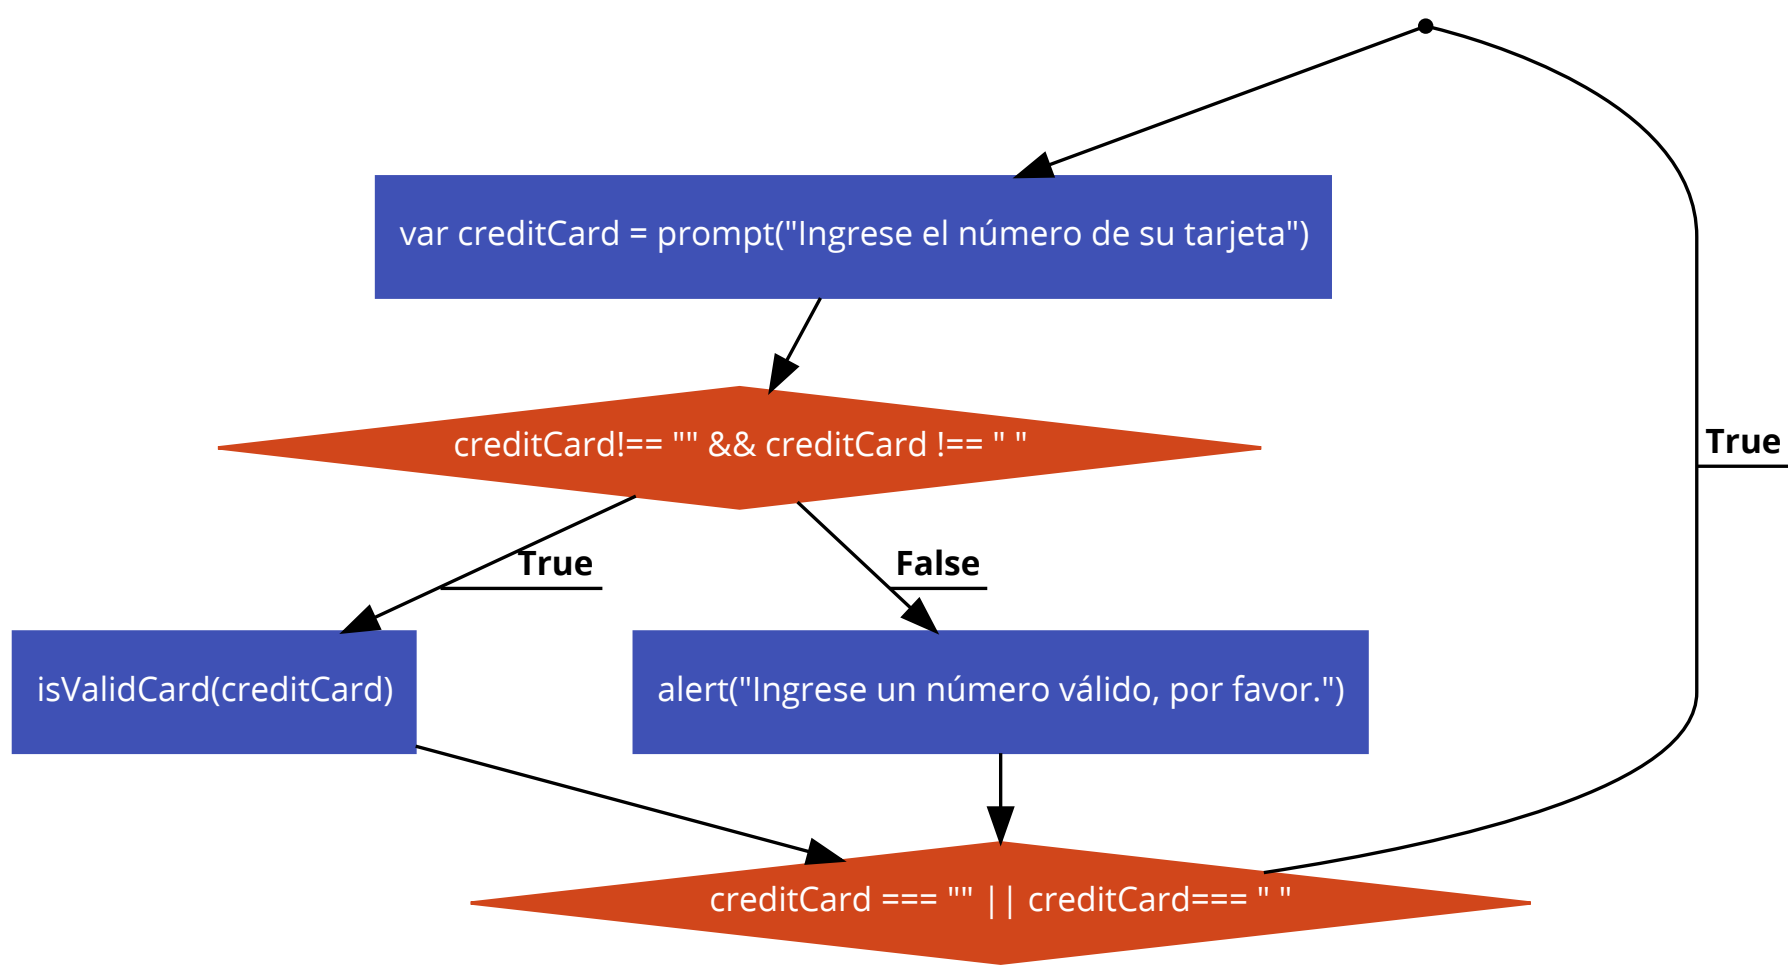 var creditCard = prompt("Ingrese el número de su tarjeta")
creditCard!== "" && creditCard !== " "
True
True
False
isValidCard(creditCard)
alert("Ingrese un número válido, por favor.")
creditCard === "" || creditCard=== " "